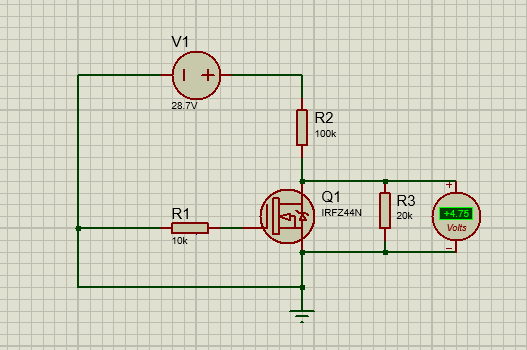 V1
28.7V
R2
100k
Q1
IRFZ44N
R1
10k
R3
20k
+
+4.75
Volts
−